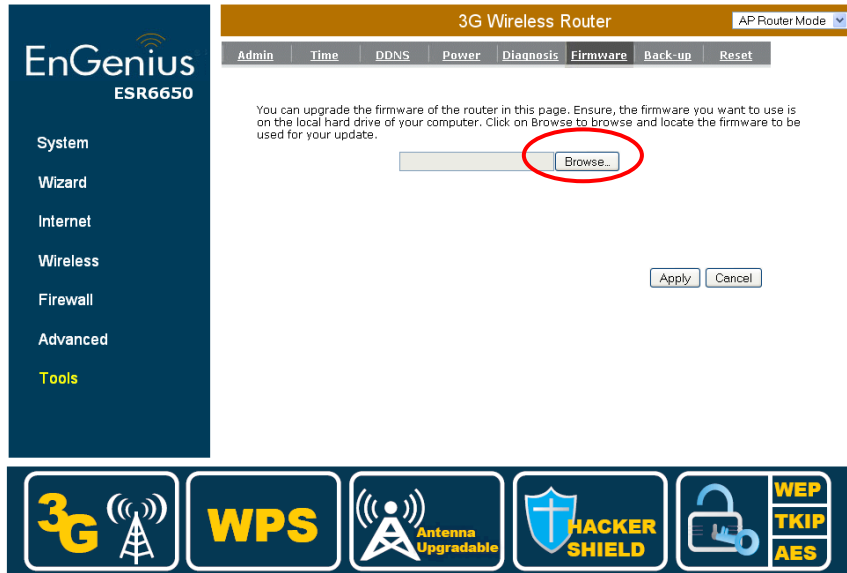 3G Wireless Router
AP Router Mode
EnGenius
ESR6650
Admin Time DDNS Power Diagnosis Firmware Back-up Reset
You can upgrade the firmware of the router in this page. Ensure, the firmware you want to use is
on the local hard drive of your computer. Click on Browse to browse and locate the firmware to be
used for your update.
Browse...
Apply Cancel
System
Wizard
Internet
Wireless
Firewall
Advanced
Tools
3G
WPS
Antenna
Upgradable
HACKER
SHIELD
WEP
TKIP
AES